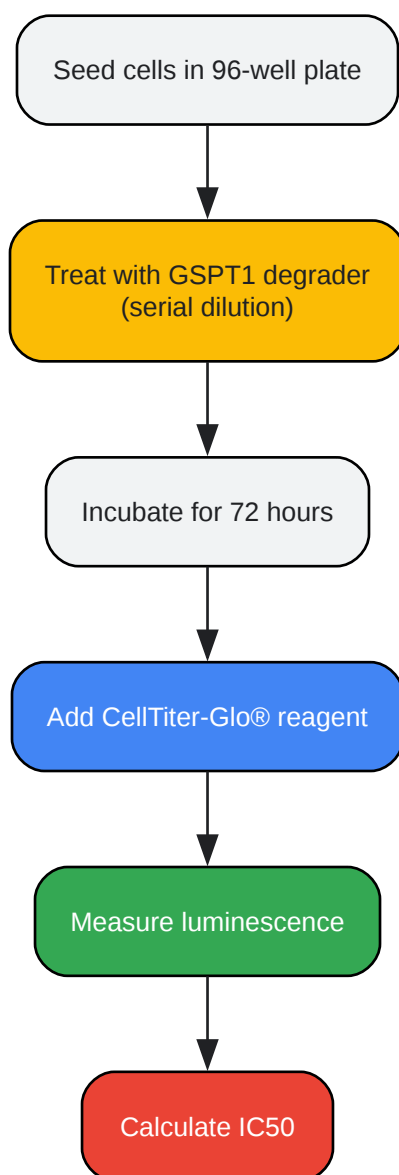 Seed cells in 96-well plate
Treat with GSPT1 degrader
(serial dilution)
Incubate for 72 hours
Add CellTiter-Glo® reagent
Measure luminescence
Calculate IC50